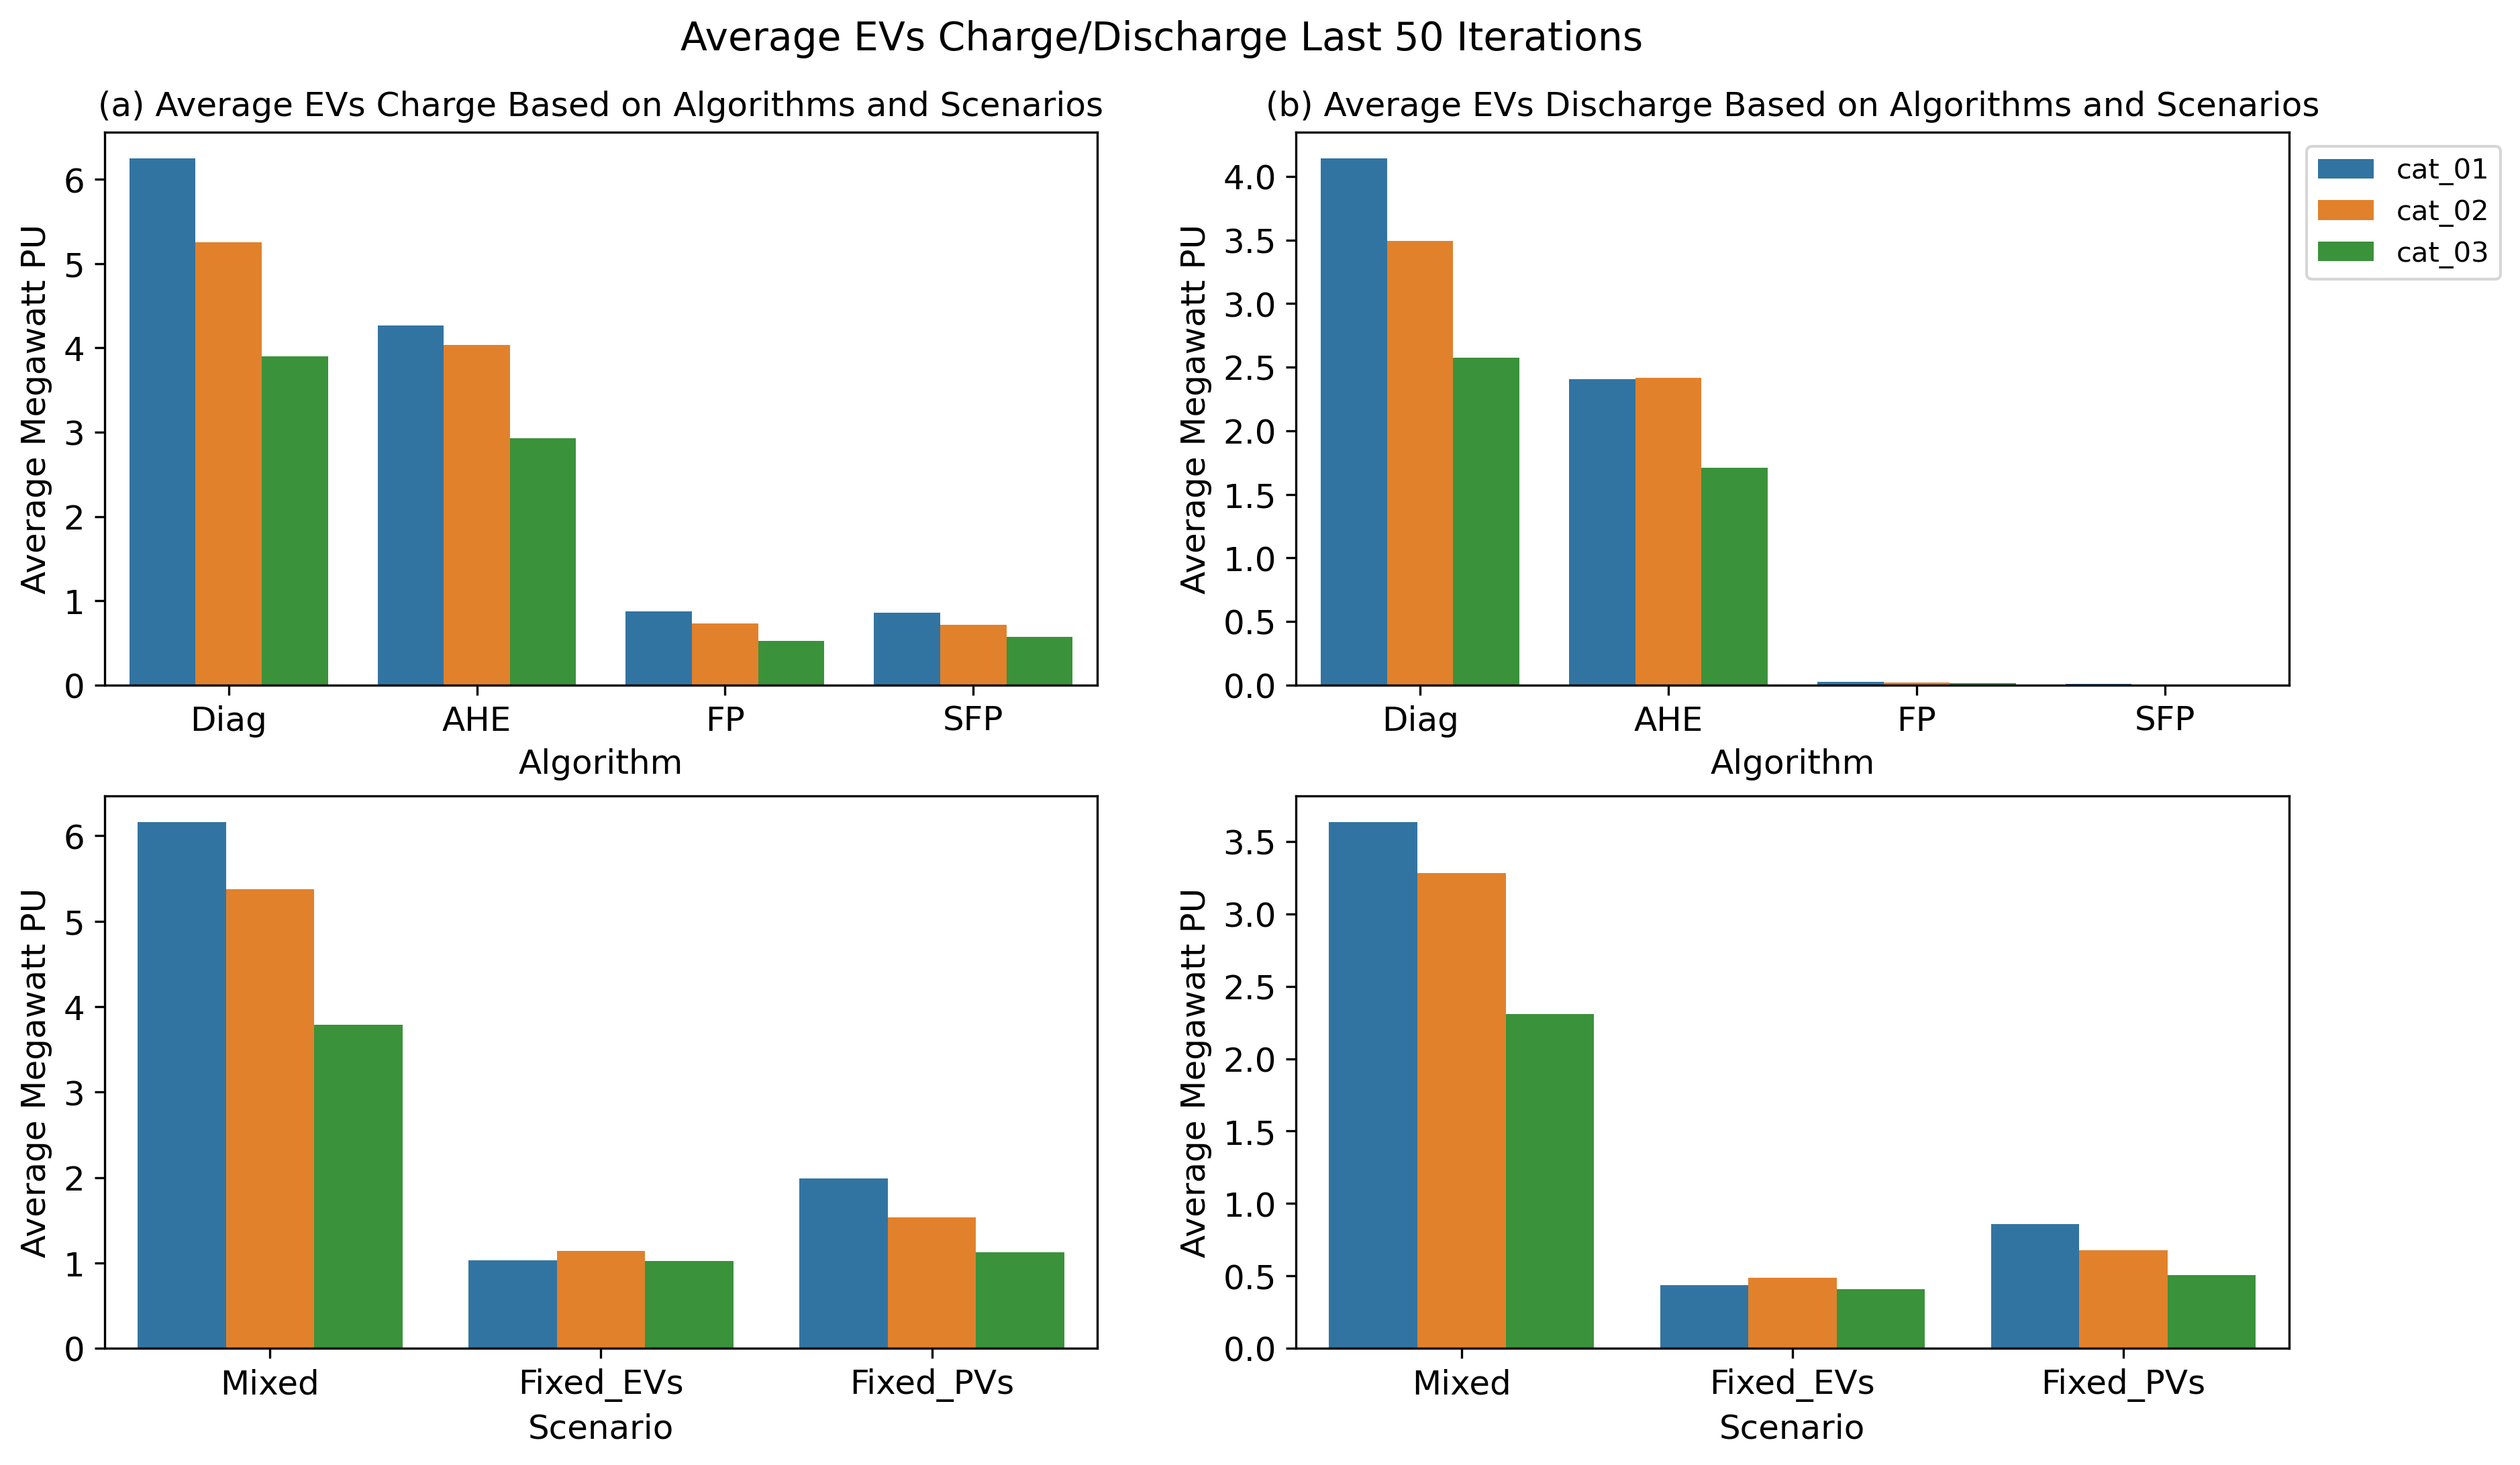 Average EVs Charge/Discharge Last 50 Iterations
(a) Average EVs Charge Based on Algorithms and Scenarios
Average Megawatt PU
6
5
4
3
2
1
0
Diag AHE FP SFP
Algorithm
(b) Average EVs Discharge Based on Algorithms and Scenarios
Average Megawatt PU
4.0
3.5
3.0
2.5
2.0
1.5
1.0
0.5
0.0
Diag AHE FP SFP
Algorithm
cat_01
cat_02
cat_03
Average Megawatt PU
6
5
4
3
2
1
0
Mixed Fixed_EVs Fixed_PVs
Scenario
Average Megawatt PU
3.5
3.0
2.5
2.0
1.5
1.0
0.5
0.0
Mixed Fixed_EVs Fixed_PVs
Scenario